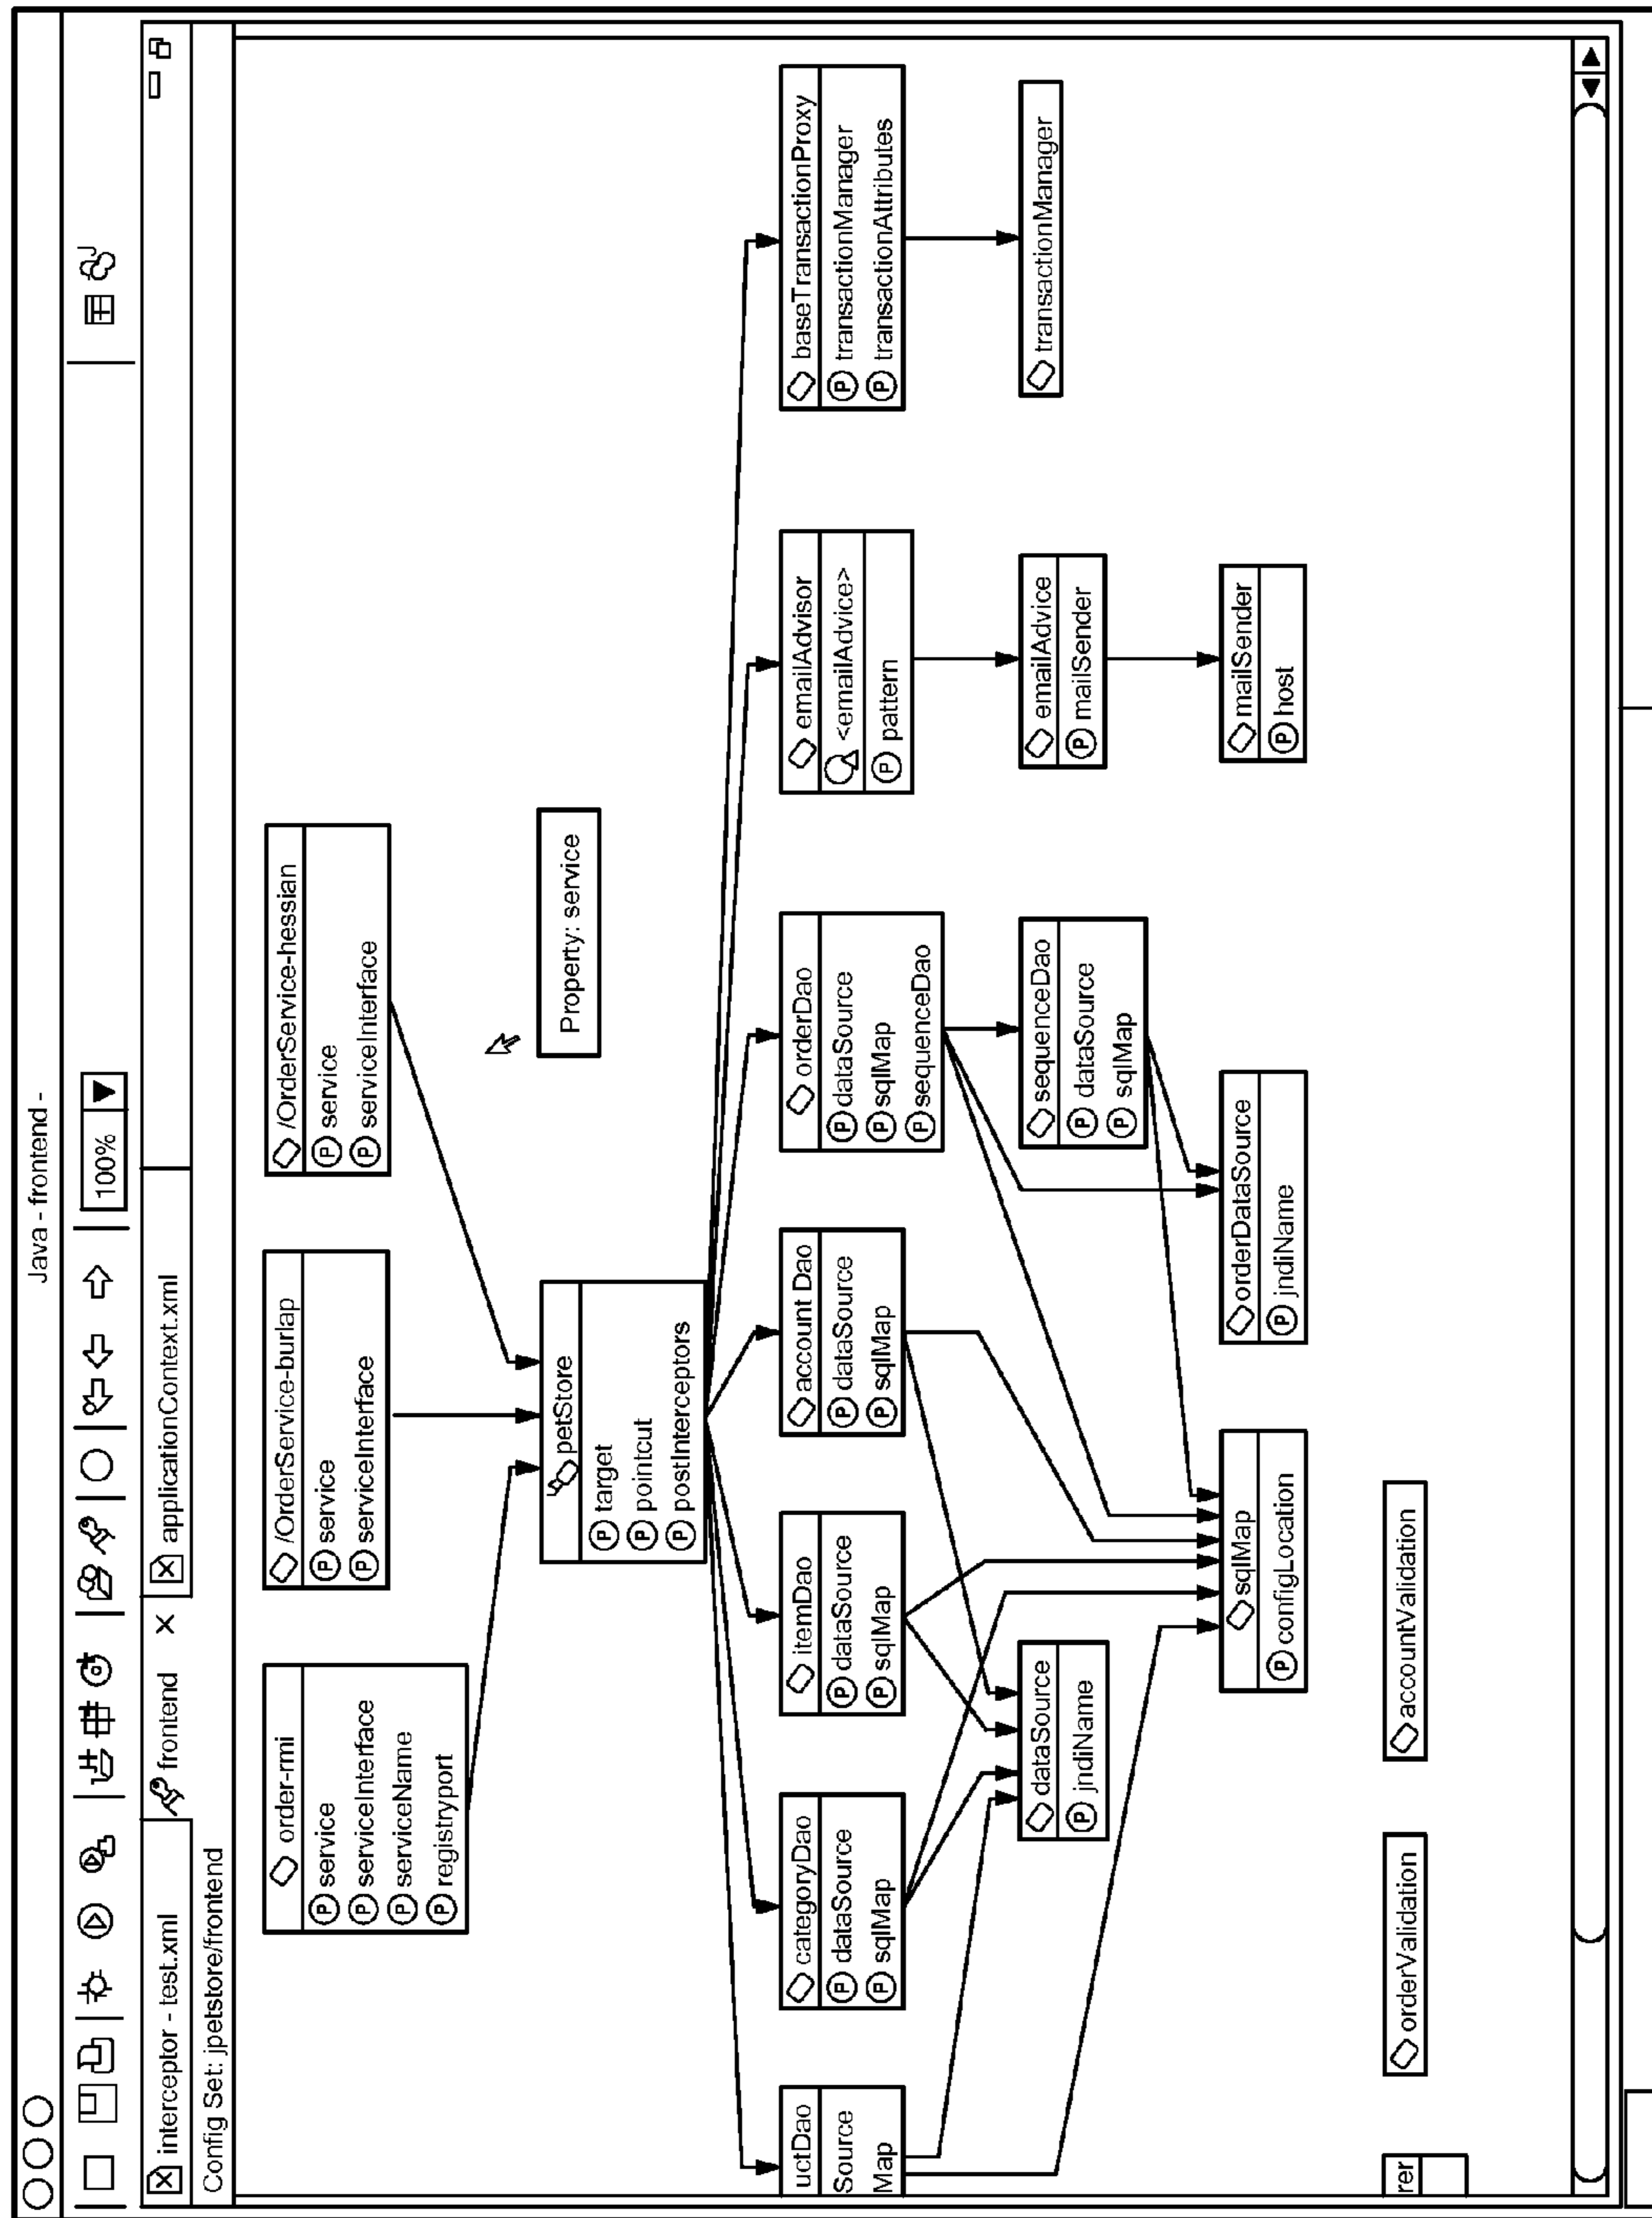 Java - frontend -
100%
interceptor - test.xml
frontend
applicationContext.xml
Config Set: jpetstore/frontend
order-rmi
P service
P serviceInterface
P serviceName
P registryport
/OrderService-burlap
P service
P serviceInterface
/OrderService-hessian
P service
P serviceInterface
petStore
P target
P pointcut
P postInterceptors
Property: service
uctDao
Source
Map
categoryDao
P dataSource
P sqlMap
itemDao
P dataSource
P sqlMap
account Dao
P dataSource
P sqlMap
orderDao
P dataSource
P sqlMap
P sequenceDao
emailAdvisor
<emailAdvice>
P pattern
baseTransactionProxy
P transactionManager
P transactionAttributes
dataSource
P jndiName
sequenceDao
P dataSource
P sqlMap
emailAdvice
P mailSender
transactionManager
sqlMap
P configLocation
orderDataSource
P jndiName
mailSender
P host
rer
orderValidation
accountValidation